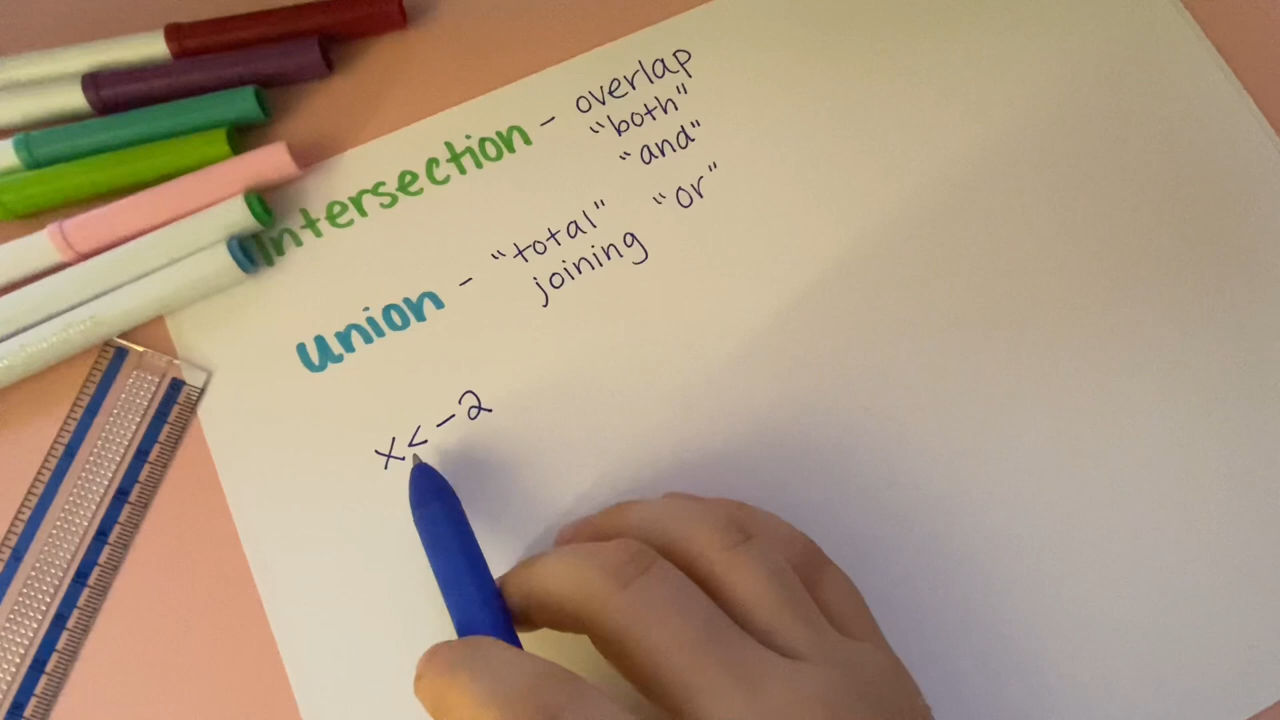 Intersection - overlap
"both"
"and"
union - "total" "or"
joining
x < -2